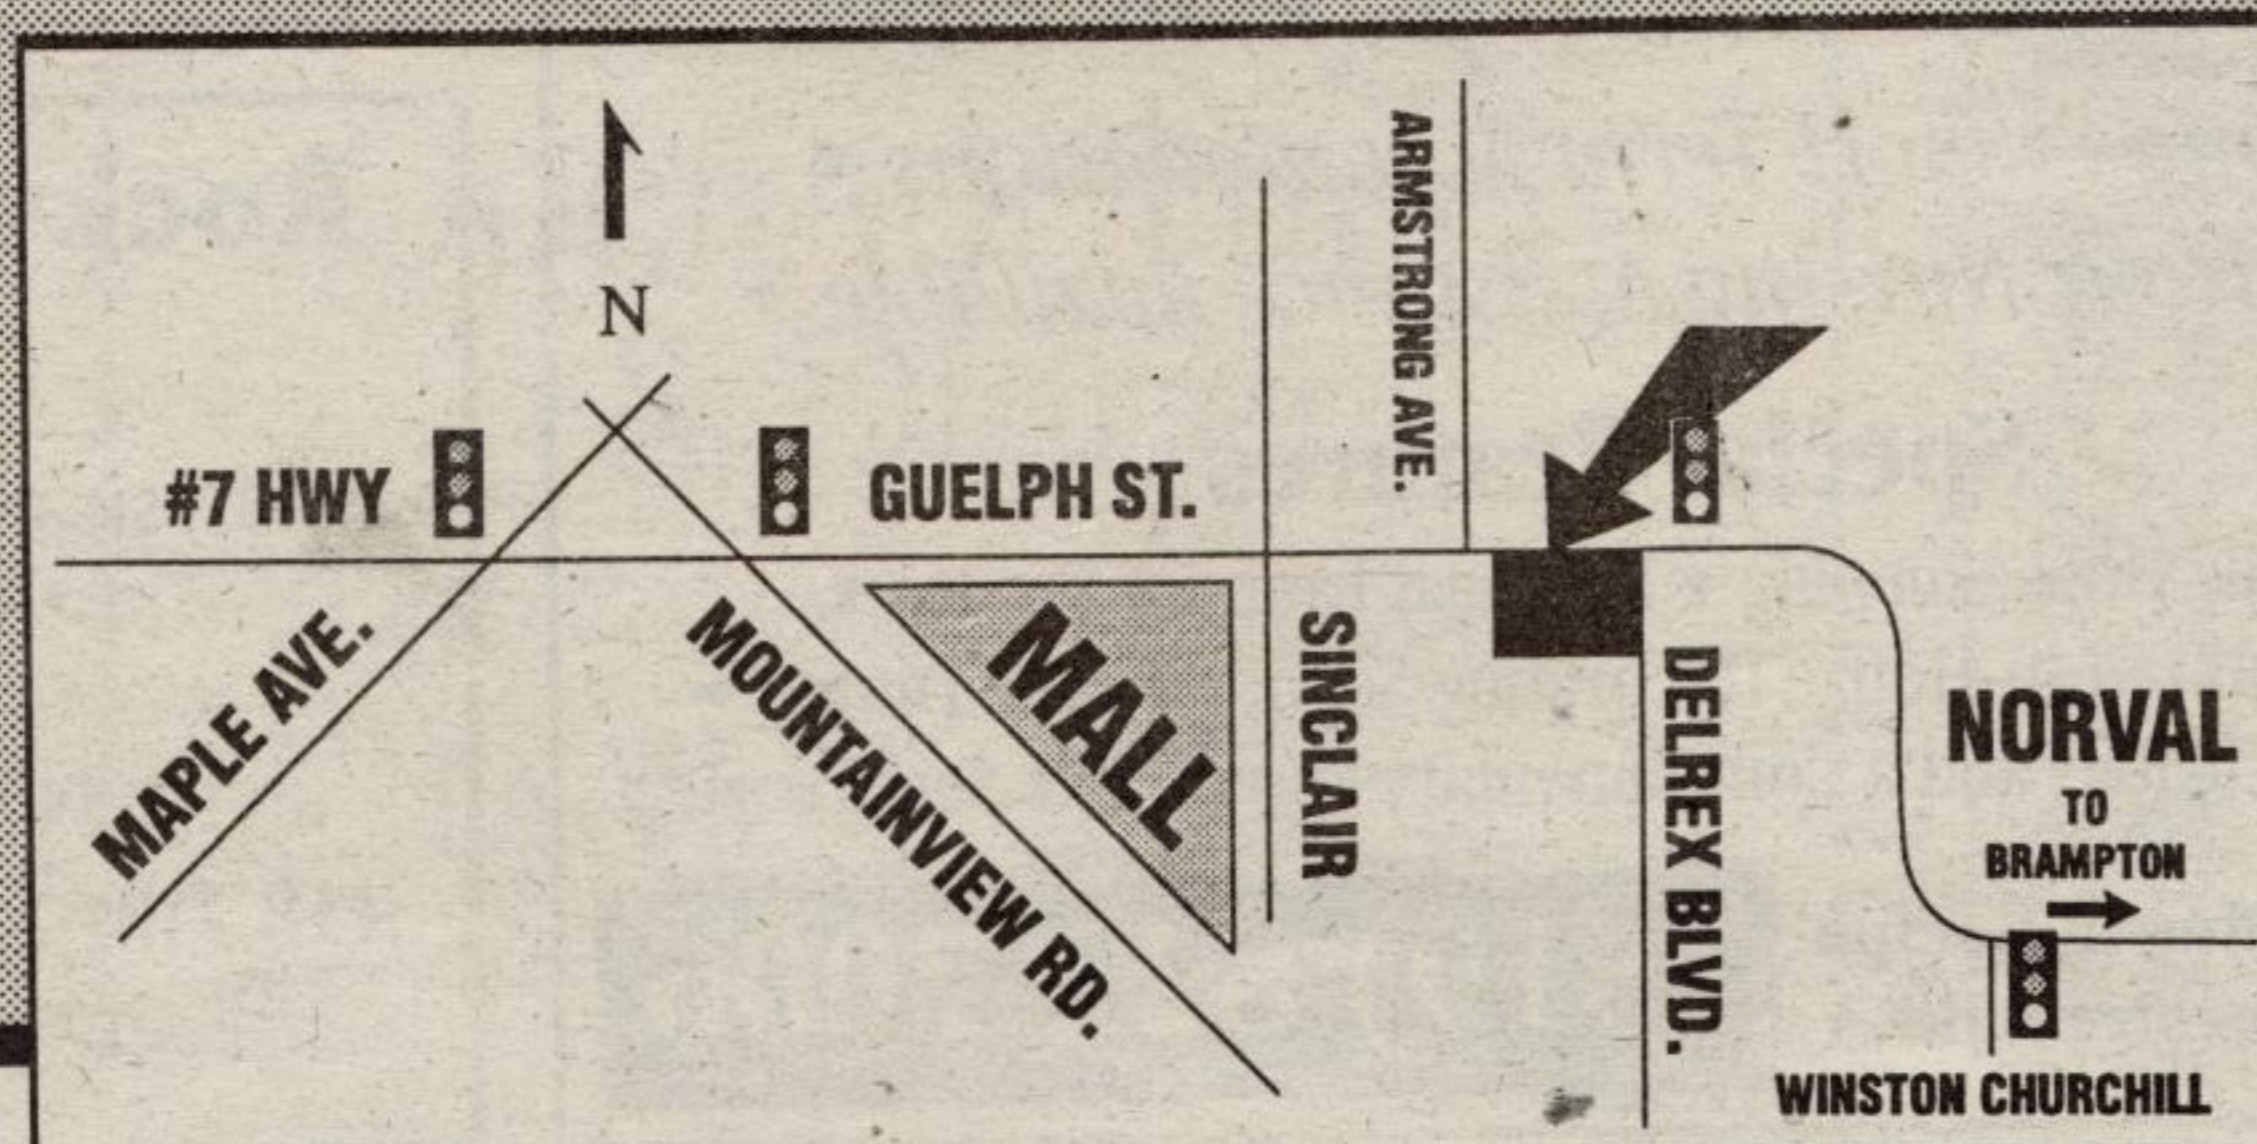 N
ARMSTRONG AVE.
#7 HWY
GUELPH ST.
MAPLE AVE.
MOUNTAINVIEW RD.
MALL
SINCLAIR
DELREX BLVD.
NORVAL
TO
BRAMPTON
WINSTON CHURCHILL